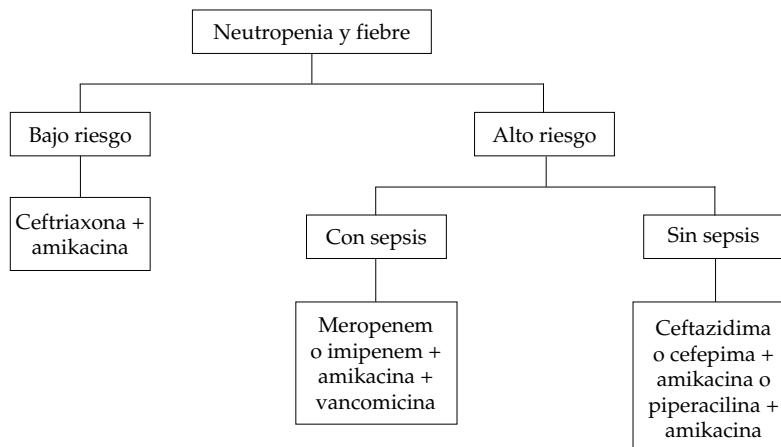 Neutropenia y fiebre
Bajo riesgo
Alto riesgo
Ceftriaxona +
amikacina
Con sepsis
Sin sepsis
Meropenem
o imipenem +
amikacina +
vancomicina
Ceftazidima
o cefepima +
amikacina o
piperacilina +
amikacina